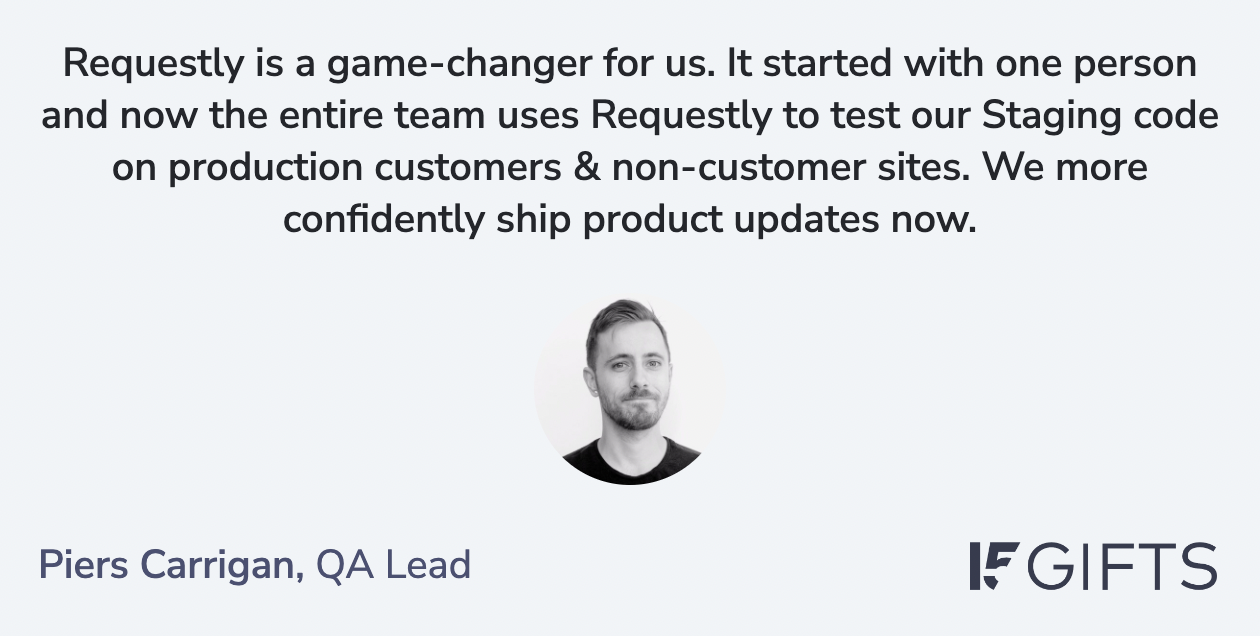 Requestly is a game-changer for us. It started with one person
and now the entire team uses Requestly to test our Staging code
on production customers & non-customer sites. We more
confidently ship product updates now.
Piers Carrigan, QA Lead
GIFTS